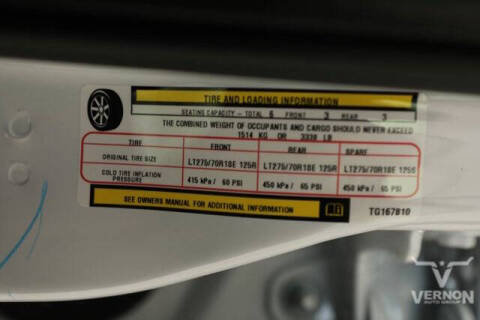 TIRE AND LOADING INFORMATION
SEATING CAPACITY - TOTAL 6 FRONT 3 REAR 3
THE COMBINED WEIGHT OF OCCUPANTS AND CARGO SHOULD NEVER EXCEED
1514 KG OR 3338 LB
TIRE FRONT REAR SPARE
ORIGINAL TIRE SIZE LT275/70R18E 125R LT275/70R18E 125R LT275/70R18E 125S
COLD TIRE INFLATION PRESSURE 415 kPa / 60 PSI 450 kPa / 65 PSI 450 kPa / 65 PSI
SEE OWNERS MANUAL FOR ADDITIONAL INFORMATION
TG167810
VERNON
AUTO GROUP